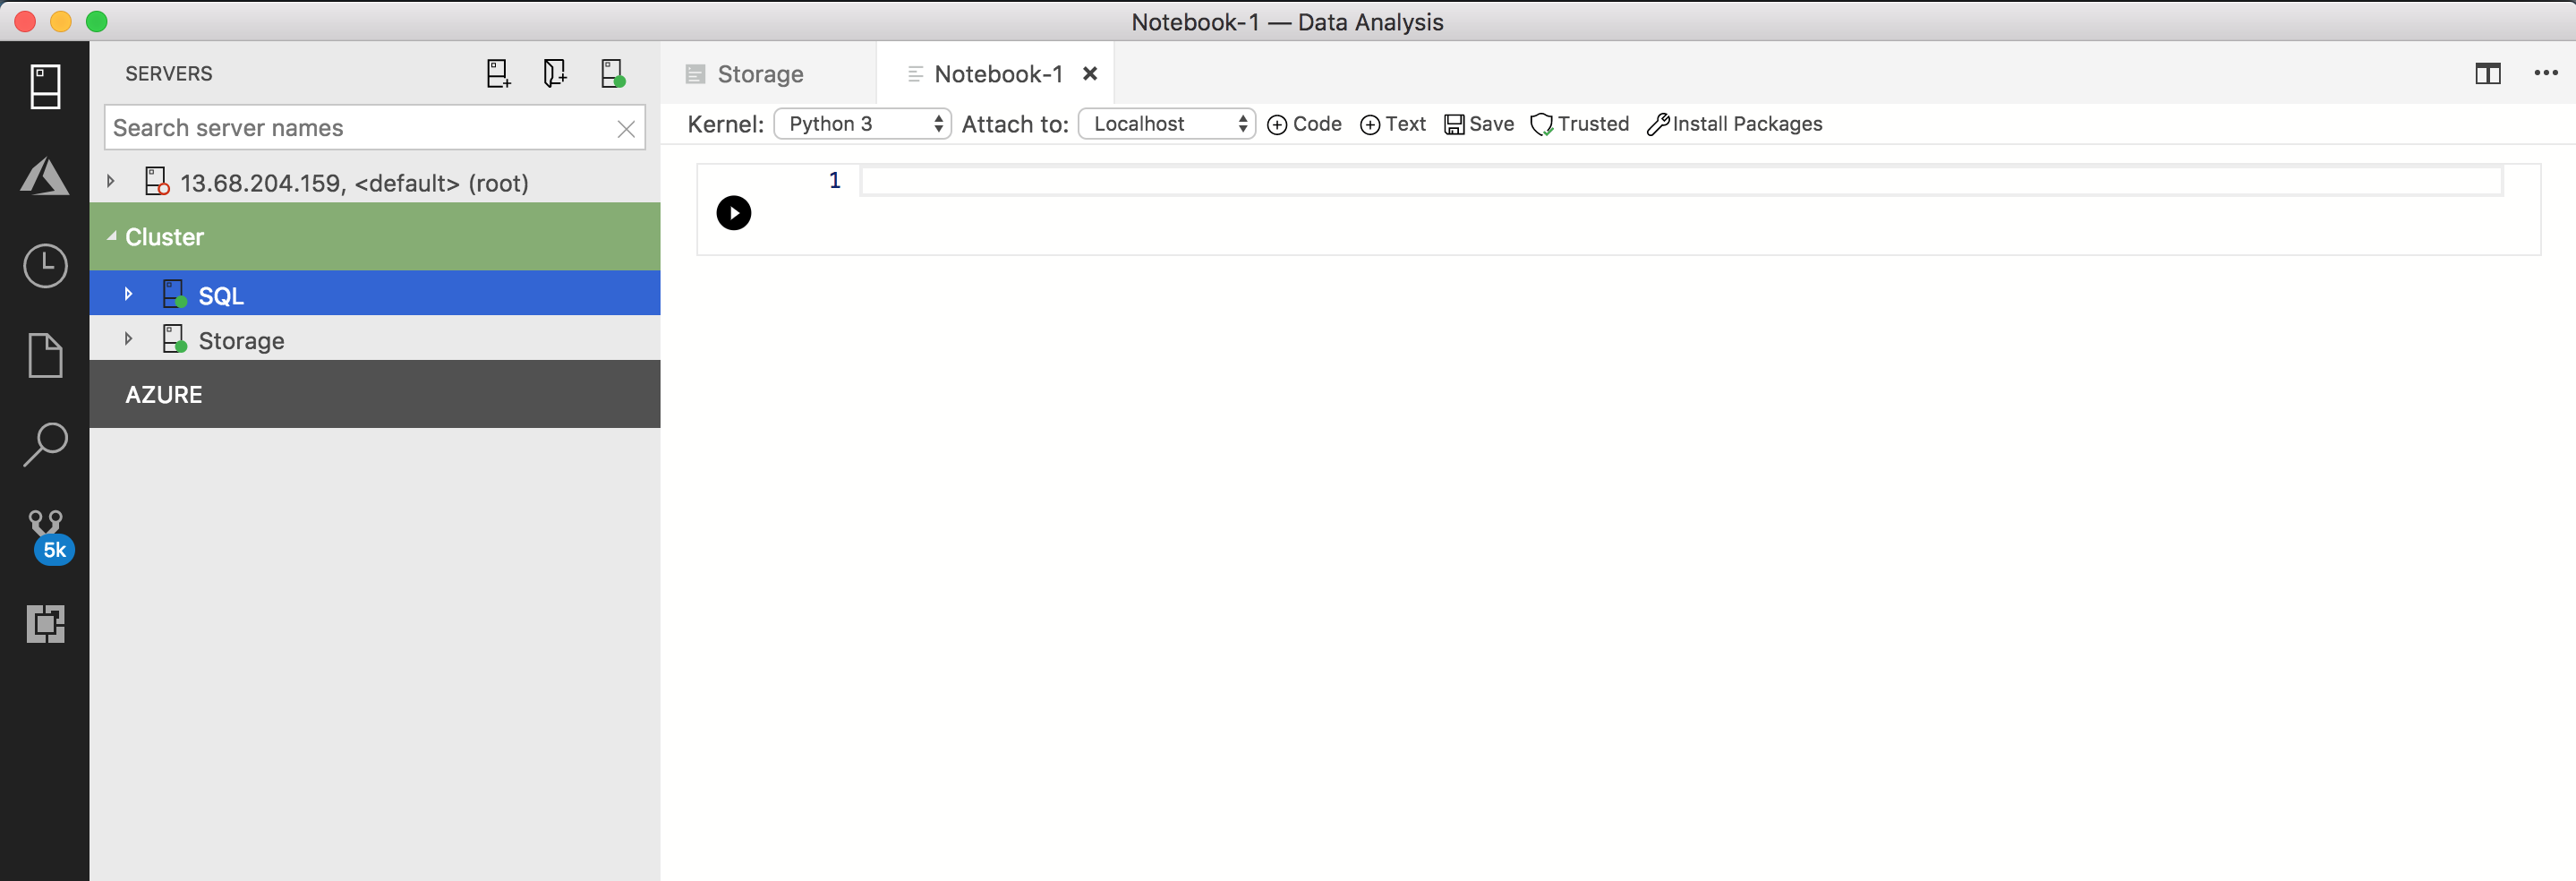 Notebook-1 — Data Analysis
SERVERS
Search server names
13.68.204.159, <default> (root)
Cluster
SQL
Storage
AZURE
5k
Storage
Notebook-1
Kernel: Python 3 Attach to: Localhost Code Text Save Trusted Install Packages
1